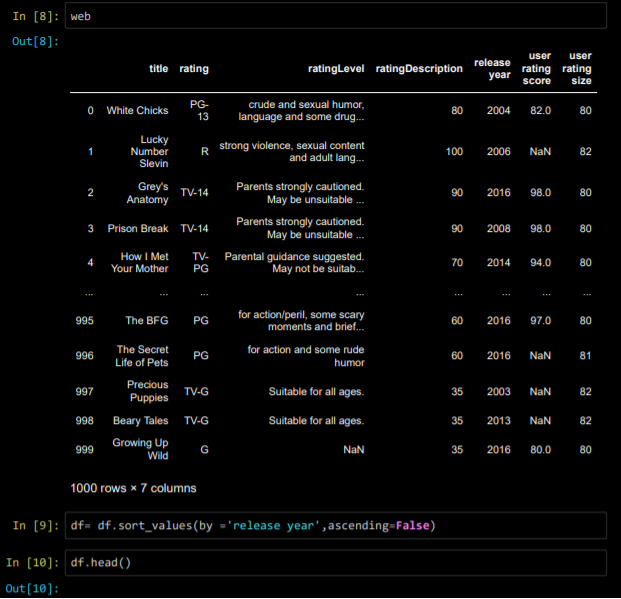 In [8]: web
Out[8]:
title rating ratingLevel ratingDescription release year user rating score user rating size
0 White Chicks PG-13 crude and sexual humor, language and some drug... 80 2004 82.0 80
1 Lucky Number Slevin R strong violence, sexual content and adult lang... 100 2006 NaN 82
2 Grey's Anatomy TV-14 Parents strongly cautioned. May be unsuitable ... 90 2016 98.0 80
3 Prison Break TV-14 Parents strongly cautioned. May be unsuitable ... 90 2008 98.0 80
4 How I Met Your Mother TV-PG Parental guidance suggested. May not be suitab... 70 2014 94.0 80
... ... ... ... ... ... ... ...
995 The BFG PG for action/peril, some scary moments and brief... 60 2016 97.0 80
996 The Secret Life of Pets PG for action and some rude humor 60 2016 NaN 81
997 Precious Puppies TV-G Suitable for all ages. 35 2003 NaN 82
998 Beary Tales TV-G Suitable for all ages. 35 2013 NaN 82
999 Growing Up Wild G NaN 35 2016 80.0 80
1000 rows × 7 columns
In [9]: df= df.sort_values(by ='release year',ascending=False)
In [10]: df.head()
Out[10]: